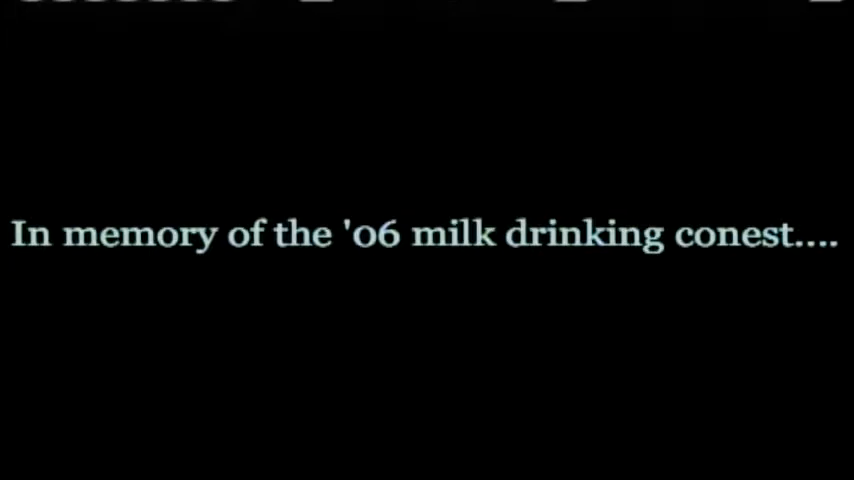 In memory of the '06 milk drinking conest....